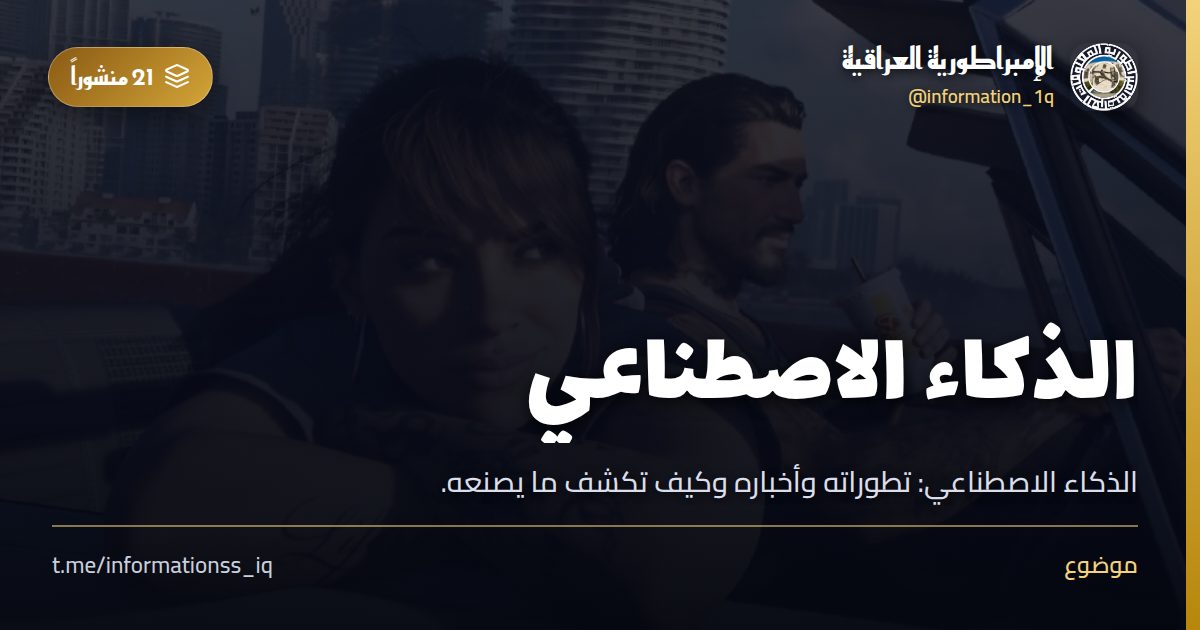 الإمبراطورية العراقية
@information_1q
21 منشوراً
الذكاء الاصطناعي
الذكاء الاصطناعي: تطوراته وأخباره وكيف تكشف ما يصنعه.
موضوع
t.me/informationss_iq